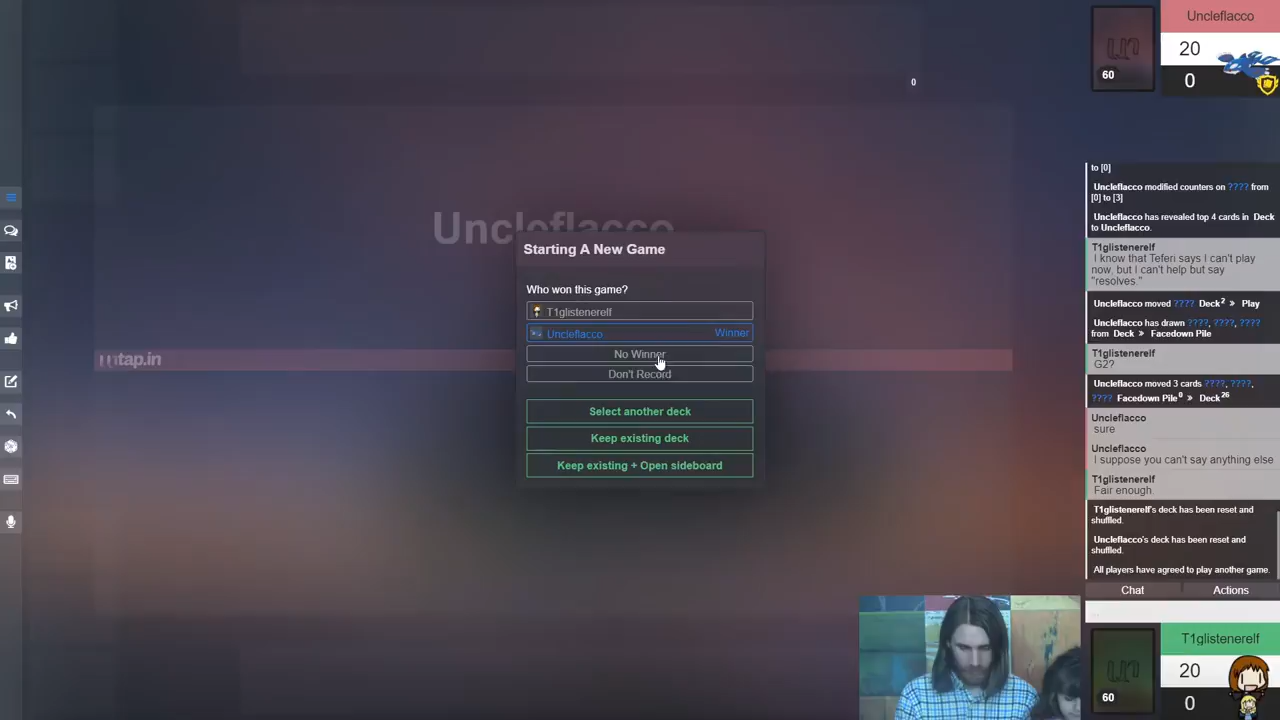 Uncleflacco
20
60
0
0
Uncleflacco
to [0]
Uncleflacco modified counters on ???? from
[0] to [3]
Uncleflacco has revealed top 4 cards in Deck
to Uncleflacco.
T1glistenerelf
I know that Teferi says I can't play
now, but I can't help but say
"resolves."
Uncleflacco moved ???? Deck² » Play
Uncleflacco has drawn ????, ????, ????
from Deck » Facedown Pile
T1glistenerelf
G2?
Uncleflacco moved 3 cards ????, ????,
???? Facedown Pile⁰ » Deck²⁶
Uncleflacco
sure
Uncleflacco
I suppose you can't say anything else
T1glistenerelf
Fair enough.
T1glistenerelf's deck has been reset and
shuffled.
Uncleflacco's deck has been reset and
shuffled.
All players have agreed to play another game.
Chat Actions
Starting A New Game
Who won this game?
T1glistenerelf
Uncleflacco Winner
No Winner
Don't Record
Select another deck
Keep existing deck
Keep existing + Open sideboard
untap.in
T1glistenerelf
20
60
0